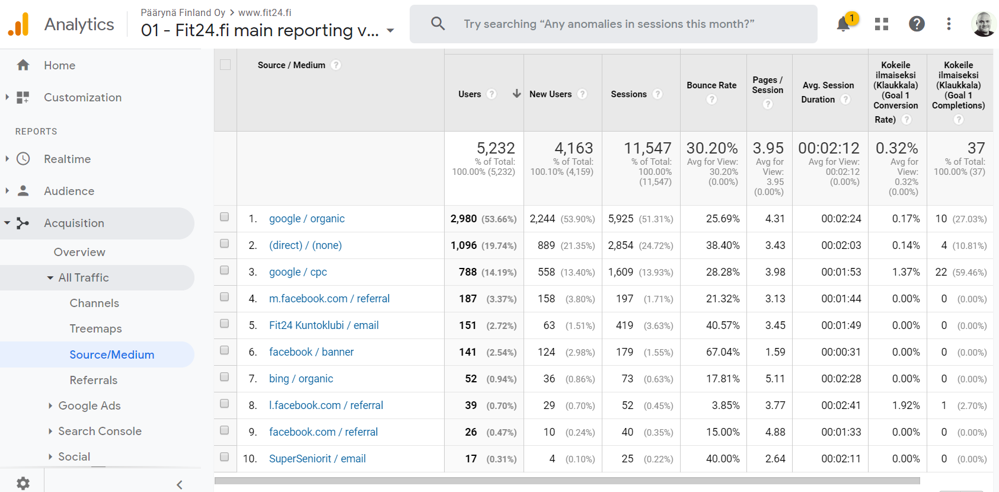 Analytics
Päärynä Finland Oy > www.fit24.fi
01 - Fit24.fi main reporting v...
Try searching “Any anomalies in sessions this month?”
1
Home
Customization
REPORTS
Realtime
Audience
Acquisition
Overview
All Traffic
Channels
Treemaps
Source/Medium
Referrals
Google Ads
Search Console
Social
Source / Medium
Users
New Users
Sessions
Bounce Rate
Pages /
Session
Avg. Session
Duration
Kokeile
ilmaiseksi
(Klaukkala)
(Goal 1
Conversion
Rate)
Kokeile
ilmaiseksi
(Klaukkala)
(Goal 1
Completions)
5,232
% of Total:
100.00% (5,232)
4,163
% of Total:
100.10% (4,159)
11,547
% of Total:
100.00%
(11,547)
30.20%
Avg for View:
30.20%
(0.00%)
3.95
Avg for
View:
3.95
(0.00%)
00:02:12
Avg for View:
00:02:12
(0.00%)
0.32%
Avg for
View:
0.32%
(0.00%)
37
% of Total:
100.00% (37)
1. google / organic 2,980 (53.66%) 2,244 (53.90%) 5,925 (51.31%) 25.69% 4.31 00:02:24 0.17% 10 (27.03%)
2. (direct) / (none) 1,096 (19.74%) 889 (21.35%) 2,854 (24.72%) 38.40% 3.43 00:02:03 0.14% 4 (10.81%)
3. google / cpc 788 (14.19%) 558 (13.40%) 1,609 (13.93%) 28.28% 3.98 00:01:53 1.37% 22 (59.46%)
4. m.facebook.com / referral 187 (3.37%) 158 (3.80%) 197 (1.71%) 21.32% 3.13 00:01:44 0.00% 0 (0.00%)
5. Fit24 Kuntoklubi / email 151 (2.72%) 63 (1.51%) 419 (3.63%) 40.57% 3.45 00:01:49 0.00% 0 (0.00%)
6. facebook / banner 141 (2.54%) 124 (2.98%) 179 (1.55%) 67.04% 1.59 00:00:31 0.00% 0 (0.00%)
7. bing / organic 52 (0.94%) 36 (0.86%) 73 (0.63%) 17.81% 5.11 00:02:28 0.00% 0 (0.00%)
8. l.facebook.com / referral 39 (0.70%) 29 (0.70%) 52 (0.45%) 3.85% 3.77 00:02:41 1.92% 1 (2.70%)
9. facebook.com / referral 26 (0.47%) 10 (0.24%) 40 (0.35%) 15.00% 4.88 00:01:33 0.00% 0 (0.00%)
10. SuperSeniorit / email 17 (0.31%) 4 (0.10%) 25 (0.22%) 40.00% 2.64 00:02:11 0.00% 0 (0.00%)